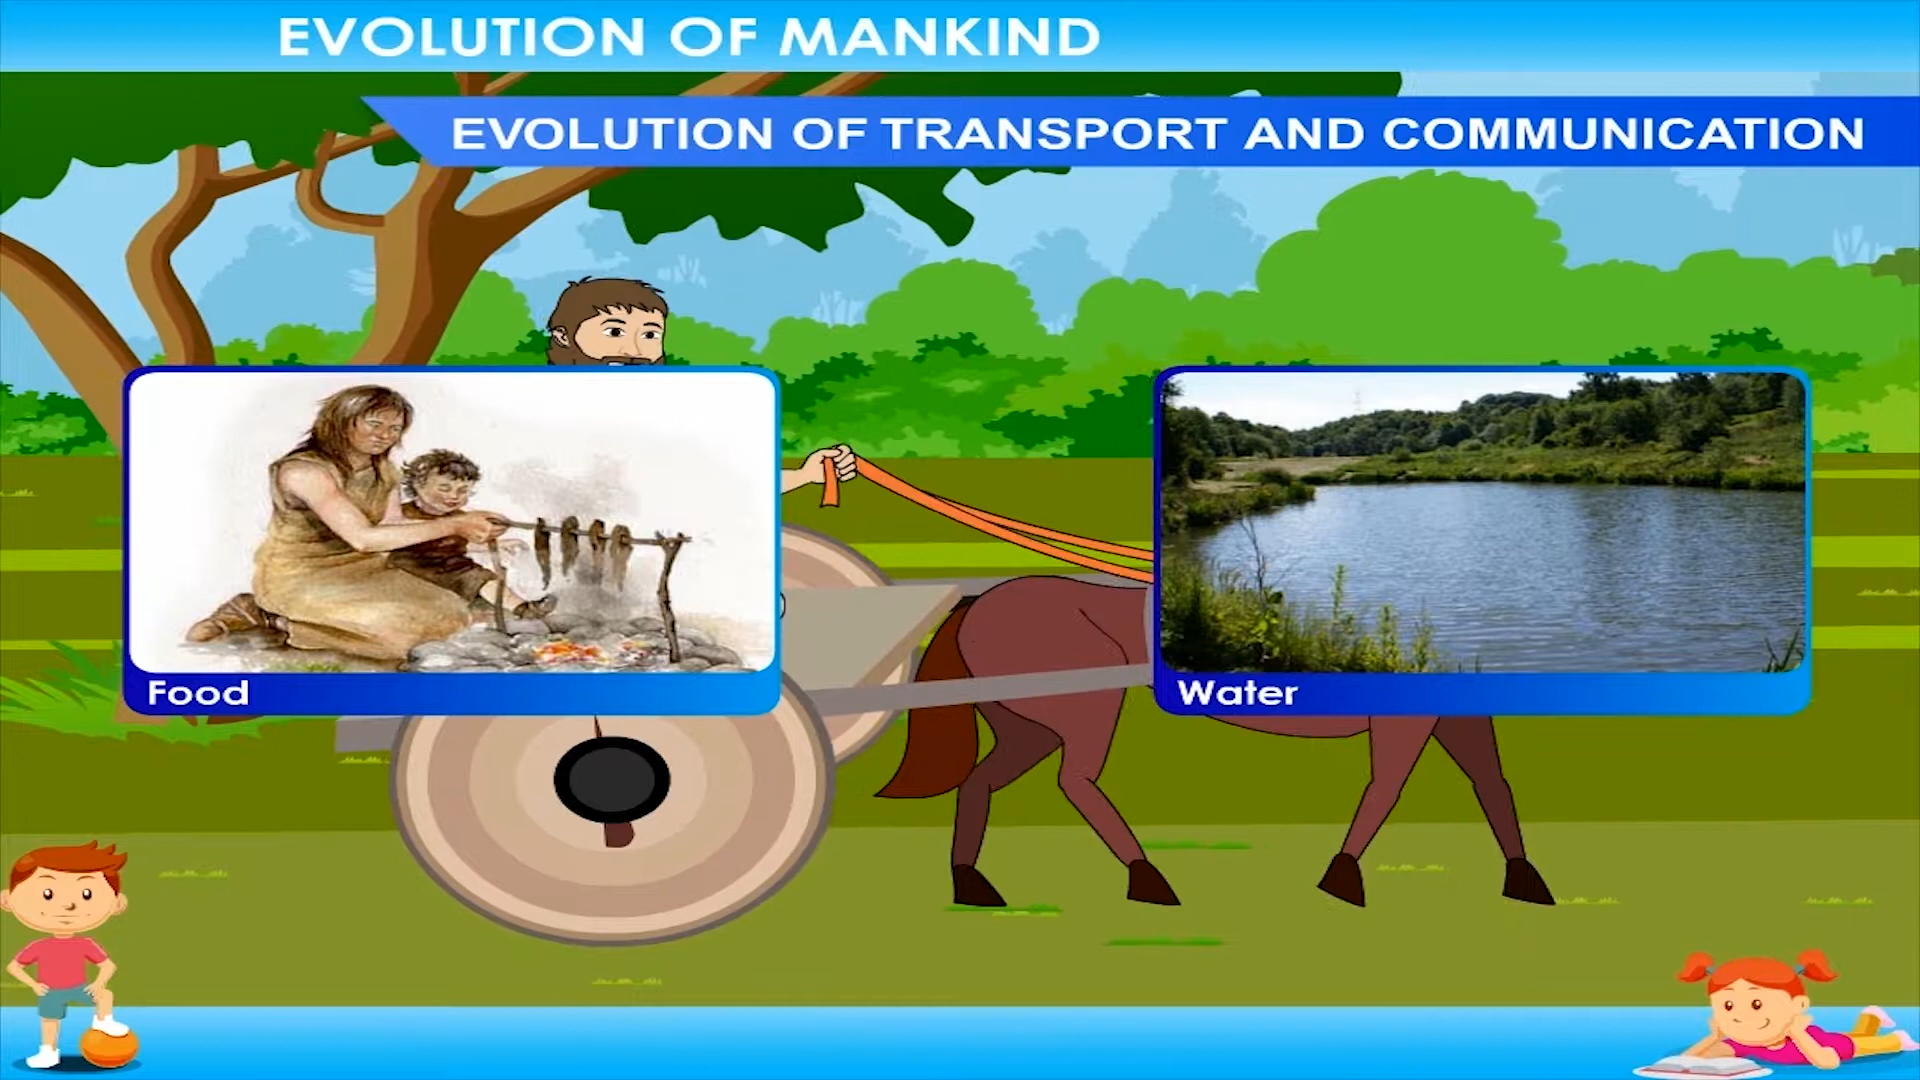 EVOLUTION OF MANKIND
EVOLUTION OF TRANSPORT AND COMMUNICATION
Food
Water